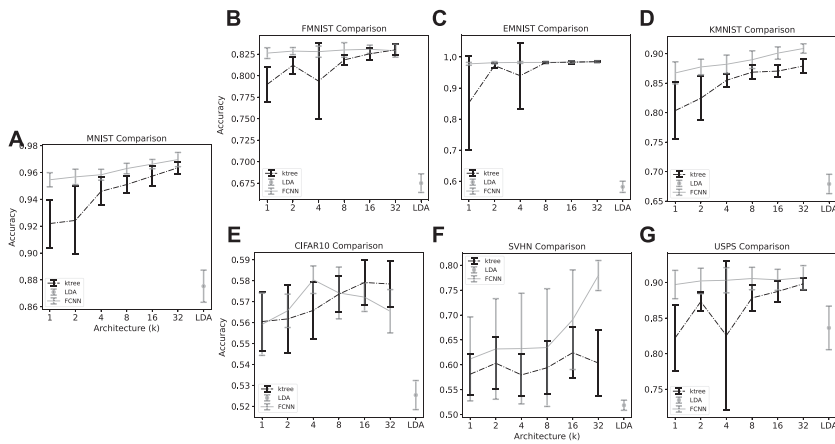 A
MNIST Comparison
Accuracy
0.98
0.96
0.94
0.92
0.90
0.88
0.86
ktree
LDA
FCNN
1 2 4 8 16 32 LDA
Architecture (k)
B
FMNIST Comparison
Accuracy
0.825
0.800
0.775
0.750
0.725
0.700
0.675
ktree
LDA
FCNN
1 2 4 8 16 32 LDA
C
EMNIST Comparison
1.0
0.9
0.8
0.7
0.6
ktree
LDA
FCNN
1 2 4 8 16 32 LDA
D
KMNIST Comparison
0.90
0.85
0.80
0.75
0.70
0.65
ktree
LDA
FCNN
1 2 4 8 16 32 LDA
E
CIFAR10 Comparison
Accuracy
0.59
0.58
0.57
0.56
0.55
0.54
0.53
0.52
ktree
LDA
FCNN
1 2 4 8 16 32 LDA
Architecture (k)
F
SVHN Comparison
0.80
0.75
0.70
0.65
0.60
0.55
0.50
ktree
LDA
FCNN
1 2 4 8 16 32 LDA
Architecture (k)
G
USPS Comparison
0.90
0.85
0.80
0.75
ktree
LDA
FCNN
1 2 4 8 16 32 LDA
Architecture (k)